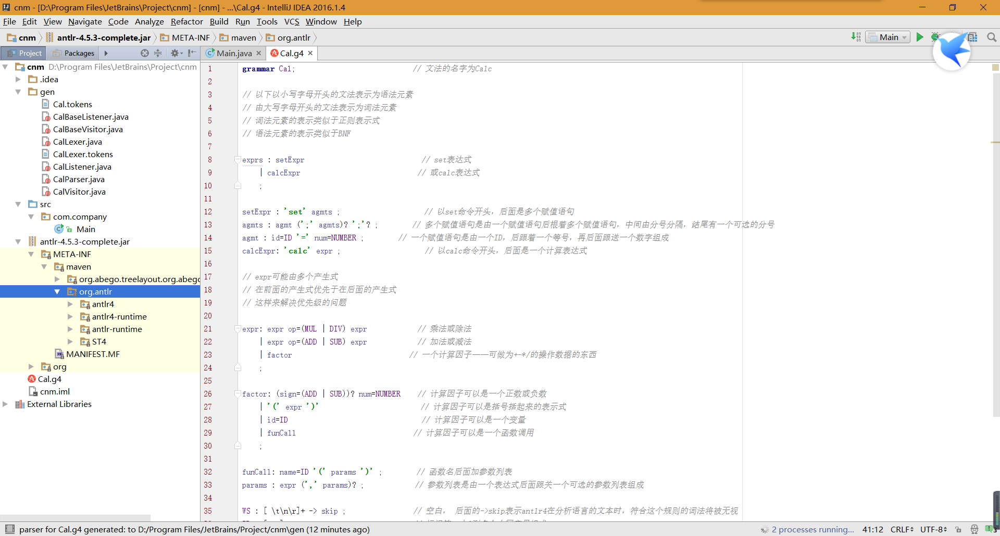 cnm - [D:\Program Files\JetBrains\Project\cnm] - [cnm] - ...\Cal.g4 - IntelliJ IDEA 2016.1.4
File Edit View Navigate Code Analyze Refactor Build Run Tools VCS Window Help
cnm antlr-4.5.3-complete.jar META-INF maven org.antlr Main
Project Packages Main.java Cal.g4
cnm D:\Program Files\JetBrains\Project\cnm
.idea
gen
Cal.tokens
CalBaseListener.java
CalBaseVisitor.java
CalLexer.java
CalLexer.tokens
CalListener.java
CalParser.java
CalVisitor.java
src
com.company
Main
antlr-4.5.3-complete.jar
META-INF
maven
org.abego.treelayout.org.abego
org.antlr
antlr4
antlr4-runtime
antlr-runtime
ST4
MANIFEST.MF
org
Cal.g4
cnm.iml
External Libraries
1 grammar Cal; // 文法的名字为Calc
2
3 // 以下以小写字母开头的文法表示为语法元素
4 // 由大写字母开头的文法表示为词法元素
5 // 词法元素的表示类似于正则表示式
6 // 语法元素的表示类似于BNF
7
8 exprs : setExpr // set表达式
9 | calcExpr // 或calc表达式
10 ;
11
12 setExpr : 'set' agmts ; // 以set命令开头，后面是多个赋值语句
13 agmts : agmt (';' agmts)? ';'? ; // 多个赋值语句是由一个赋值语句后根着多个赋值语句，中间由分号分隔，结尾有一个可选的分号
14 agmt : id=ID '=' num=NUMBER ; // 一个赋值语句是由一个ID，后跟着一个等号，再后面跟送一个数字组成
15 calcExpr: 'calc' expr ; // 以calc命令开头，后面是一个计算表达式
16
17 // expr可能由多个产生式
18 // 在前面的产生式优先于在后面的产生式
19 // 这样来解决优先级的问题
20
21 expr: expr op=(MUL | DIV) expr // 乘法或除法
22 | expr op=(ADD | SUB) expr // 加法或减法
23 | factor // 一个计算因子——可做为+-*/的操作数据的东西
24 ;
25
26 factor: (sign=(ADD | SUB))? num=NUMBER // 计算因子可以是一个正数或负数
27 | '(' expr ')' // 计算因子可以是括号括起来的表示式
28 | id=ID // 计算因子可以是一个变量
29 | funCall // 计算因子可以是一个函数调用
30 ;
31
32 funCall: name=ID '(' params ')' ; // 函数名后面加参数列表
33 params : expr (',' params)? ; // 参数列表是由一个表达式后面跟关一个可选的参数列表组成
34
35 WS : [ \t\n\r]+ -> skip ; // 空白， 后面的->skip表示antlr4在分析语言的文本时，符合这个规则的词法将被无视
parser for Cal.g4 generated: to D:/Program Files/JetBrains/Project/cnm\gen (12 minutes ago) 2 processes running... 41:12 CRLF UTF-8 3